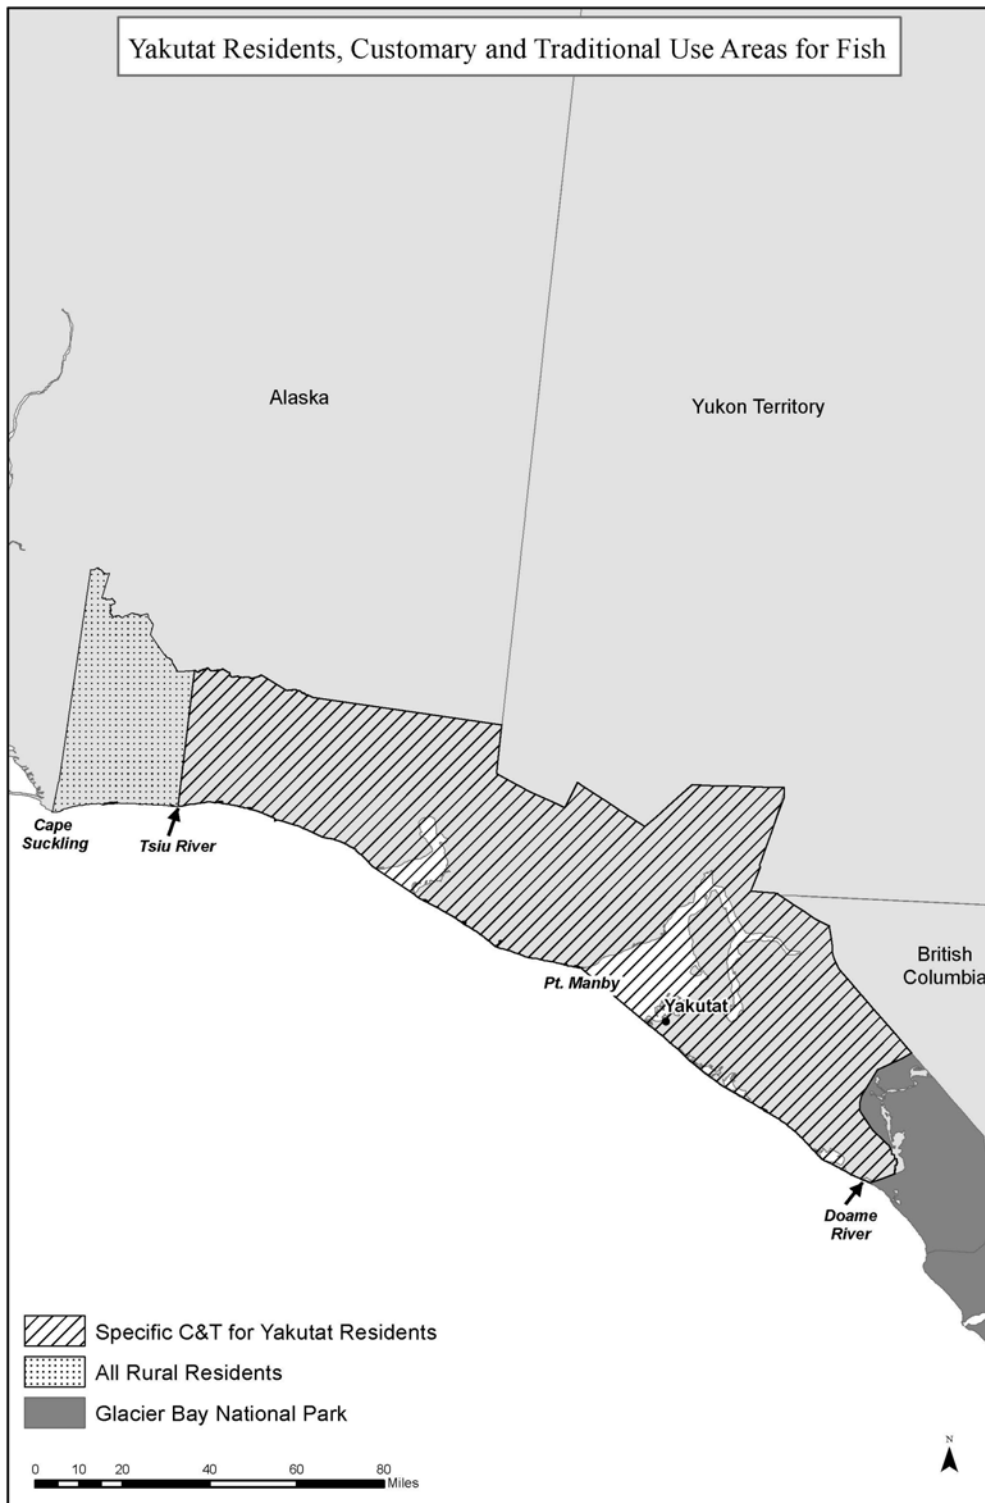 Yakutat Residents, Customary and Traditional Use Areas for Fish
Alaska
Yukon Territory
Cape
Suckling
Tsiu River
British
Columbia
Pt. Manby
Yakutat
Doame
River
Specific C&T for Yakutat Residents
All Rural Residents
Glacier Bay National Park
N
0 10 20 40 60 80
Miles